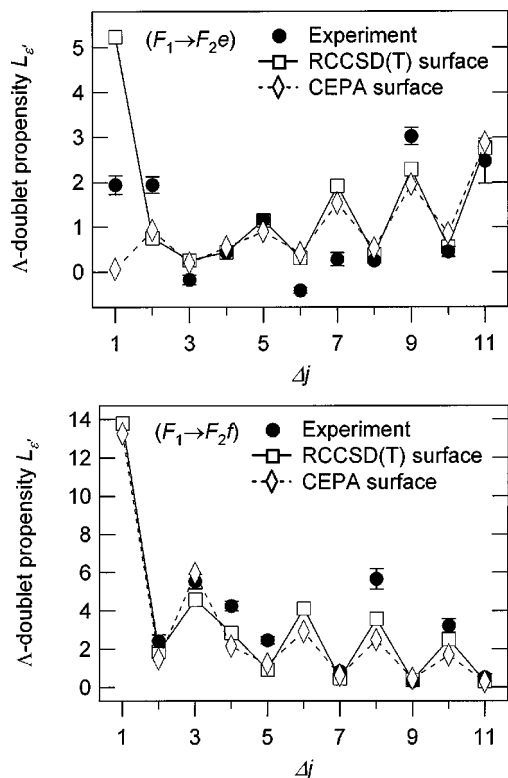 (F₁→F₂e)
Experiment
RCCSD(T) surface
CEPA surface
Λ-doublet propensity Lε'
5
4
3
2
1
0
1 3 5 7 9 11
Δj
(F₁→F₂f)
Experiment
RCCSD(T) surface
CEPA surface
Λ-doublet propensity Lε'
14
12
10
8
6
4
2
0
1 3 5 7 9 11
Δj